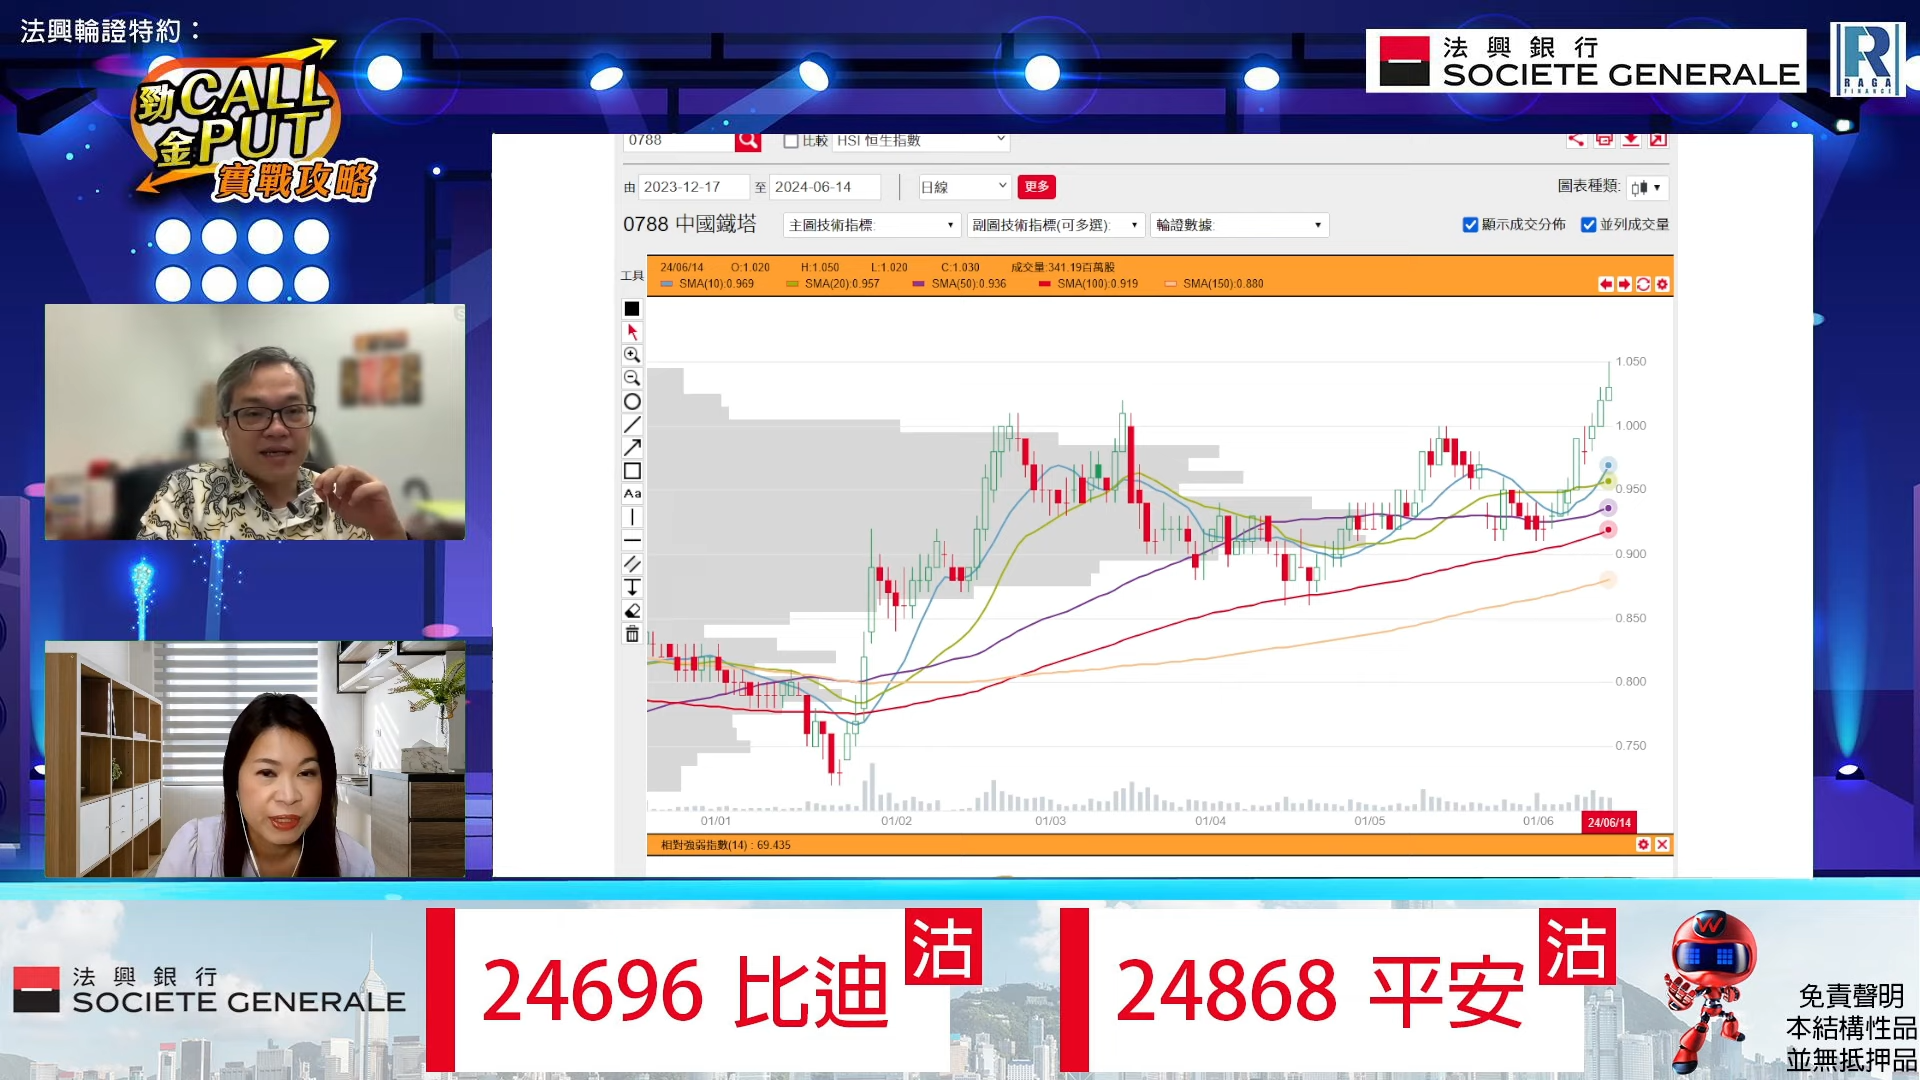 法興輪證特約：
勁CALL
金PUT
實戰攻略
法興銀行
SOCIETE GENERALE
R
RAGA
FINANCE
0788
比較 HSI 恒生指數
由 2023-12-17 至 2024-06-14 日線 更多
圖表種類:
0788 中國鐵塔 主圖技術指標: 副圖技術指標(可多選): 輪證數據: 顯示成交分佈 並列成交量
工具
24/06/14 O:1.020 H:1.050 L:1.020 C:1.030 成交量:341.19百萬股
SMA(10):0.969 SMA(20):0.957 SMA(50):0.936 SMA(100):0.919 SMA(150):0.880
Aa
1.050
1.000
0.950
0.900
0.850
0.800
0.750
01/01 01/02 01/03 01/04 01/05 01/06 24/06/14
相對強弱指數(14) : 69.435
法興銀行
SOCIETE GENERALE
24696 比迪 沽
24868 平安 沽
免責聲明
本結構性品
並無抵押品